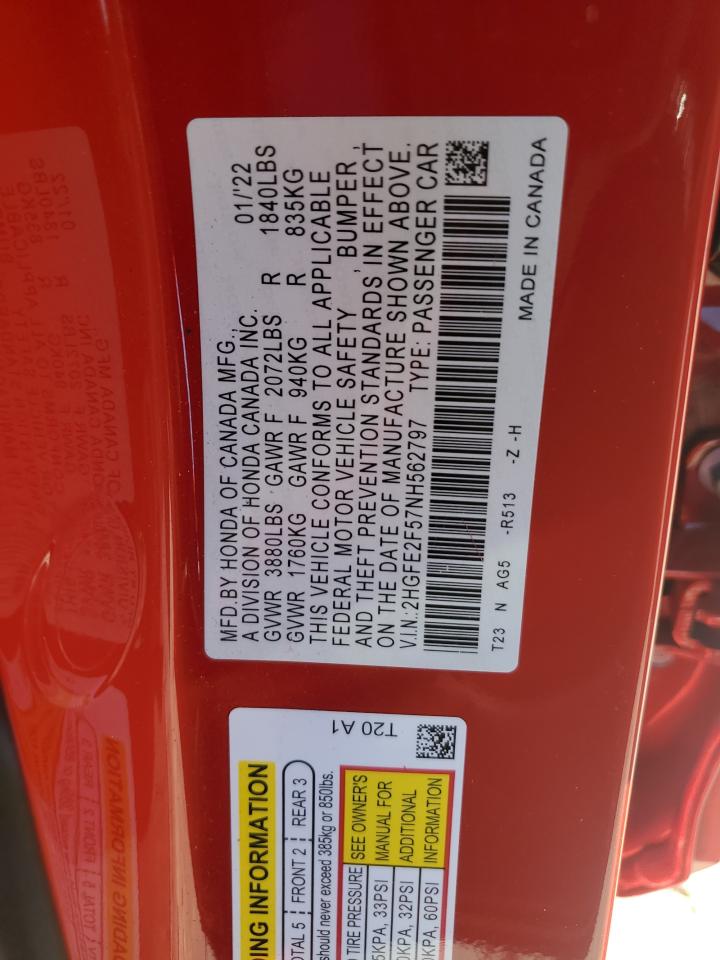 MFD.BY HONDA OF CANADA MFG.,
A DIVISION OF HONDA CANADA INC. 01/'22
GVWR 3880LBS GAWR F 2072LBS R 1840LBS
GVWR 1760KG GAWR F 940KG R 835KG
THIS VEHICLE CONFORMS TO ALL APPLICABLE
FEDERAL MOTOR VEHICLE SAFETY, BUMPER,
AND THEFT PREVENTION STANDARDS IN EFFECT
ON THE DATE OF MANUFACTURE SHOWN ABOVE.
V.I.N.:2HGFE2F57NH562797 TYPE: PASSENGER CAR
T23 N AG5 -R513 -Z -H
MADE IN CANADA
T20 A1
DING INFORMATION
OTAL 5 FRONT 2 REAR 3
should never exceed 385kg or 850lbs.
TIRE PRESSURE
SEE OWNER'S
MANUAL FOR
ADDITIONAL
INFORMATION
5KPA, 33PSI
0KPA, 32PSI
0KPA, 60PSI